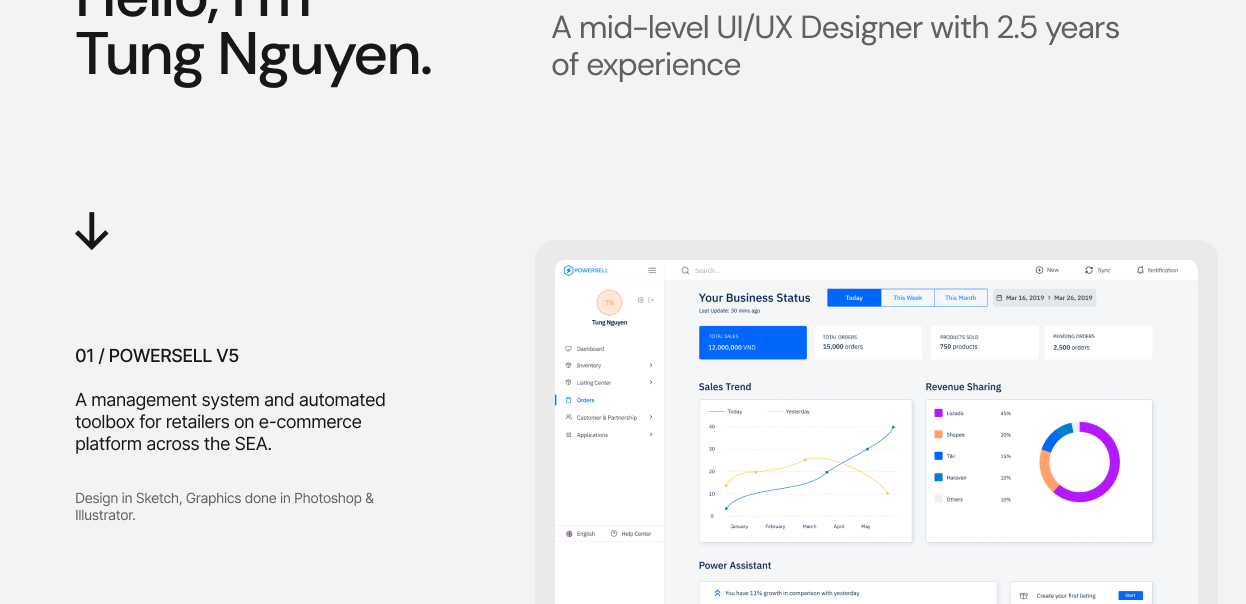 Hello, I'm
Tung Nguyen.
A mid-level UI/UX Designer with 2.5 years
of experience
01 / POWERSELL V5
A management system and automated
toolbox for retailers on e-commerce
platform across the SEA.
Design in Sketch, Graphics done in Photoshop &
Illustrator.
POWERSELL
Search...
New
Sync
Notification
TN
Tung Nguyen
Dashboard
Inventory
Listing Center
Orders
Customer & Partnership
Applications
English
Help Center
Your Business Status
Last Update: 30 mins ago
Today
This Week
This Month
Mar 16, 2019 > Mar 26, 2019
TOTAL SALES
12,000,000 VND
TOTAL ORDERS
15,000 orders
PRODUCTS SOLD
750 products
PENDING ORDERS
2,500 orders
Sales Trend
Today
Yesterday
40
30
20
10
0
January
February
March
April
May
Revenue Sharing
Lazada 45%
Shopee 20%
Tiki 15%
Haravan 10%
Others 10%
Power Assistant
You have 11% growth in comparison with yesterday
Create your first listing
Start